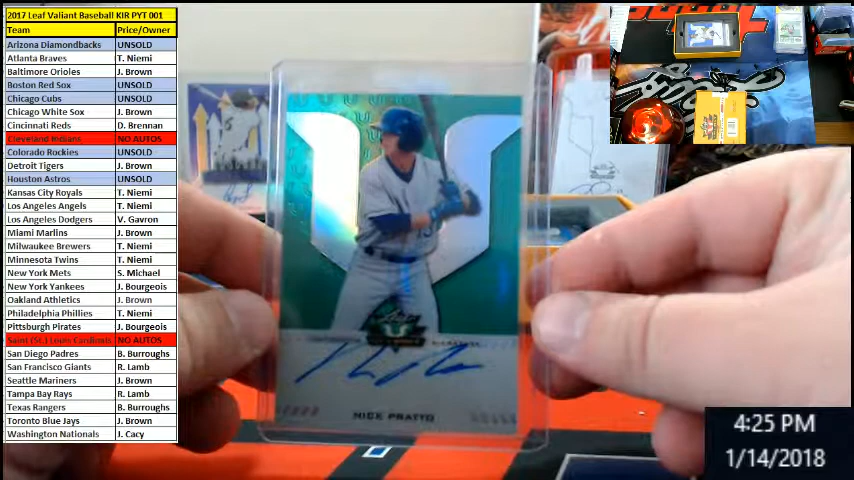 2017 Leaf Valiant Baseball KIR PYT 001
Team Price/Owner
Arizona Diamondbacks UNSOLD
Atlanta Braves T. Niemi
Baltimore Orioles J. Brown
Boston Red Sox UNSOLD
Chicago Cubs UNSOLD
Chicago White Sox J. Brown
Cincinnati Reds D. Brennan
Cleveland Indians NO AUTOS
Colorado Rockies UNSOLD
Detroit Tigers J. Brown
Houston Astros UNSOLD
Kansas City Royals T. Niemi
Los Angeles Angels T. Niemi
Los Angeles Dodgers V. Gavron
Miami Marlins J. Brown
Milwaukee Brewers T. Niemi
Minnesota Twins T. Niemi
New York Mets S. Michael
New York Yankees J. Bourgeois
Oakland Athletics J. Brown
Philadelphia Phillies T. Niemi
Pittsburgh Pirates J. Bourgeois
Saint (St.) Louis Cardinals NO AUTOS
San Diego Padres B. Burroughs
San Francisco Giants R. Lamb
Seattle Mariners J. Brown
Tampa Bay Rays R. Lamb
Texas Rangers B. Burroughs
Toronto Blue Jays J. Brown
Washington Nationals J. Cacy
NICK PRATTO
4:25 PM
1/14/2018